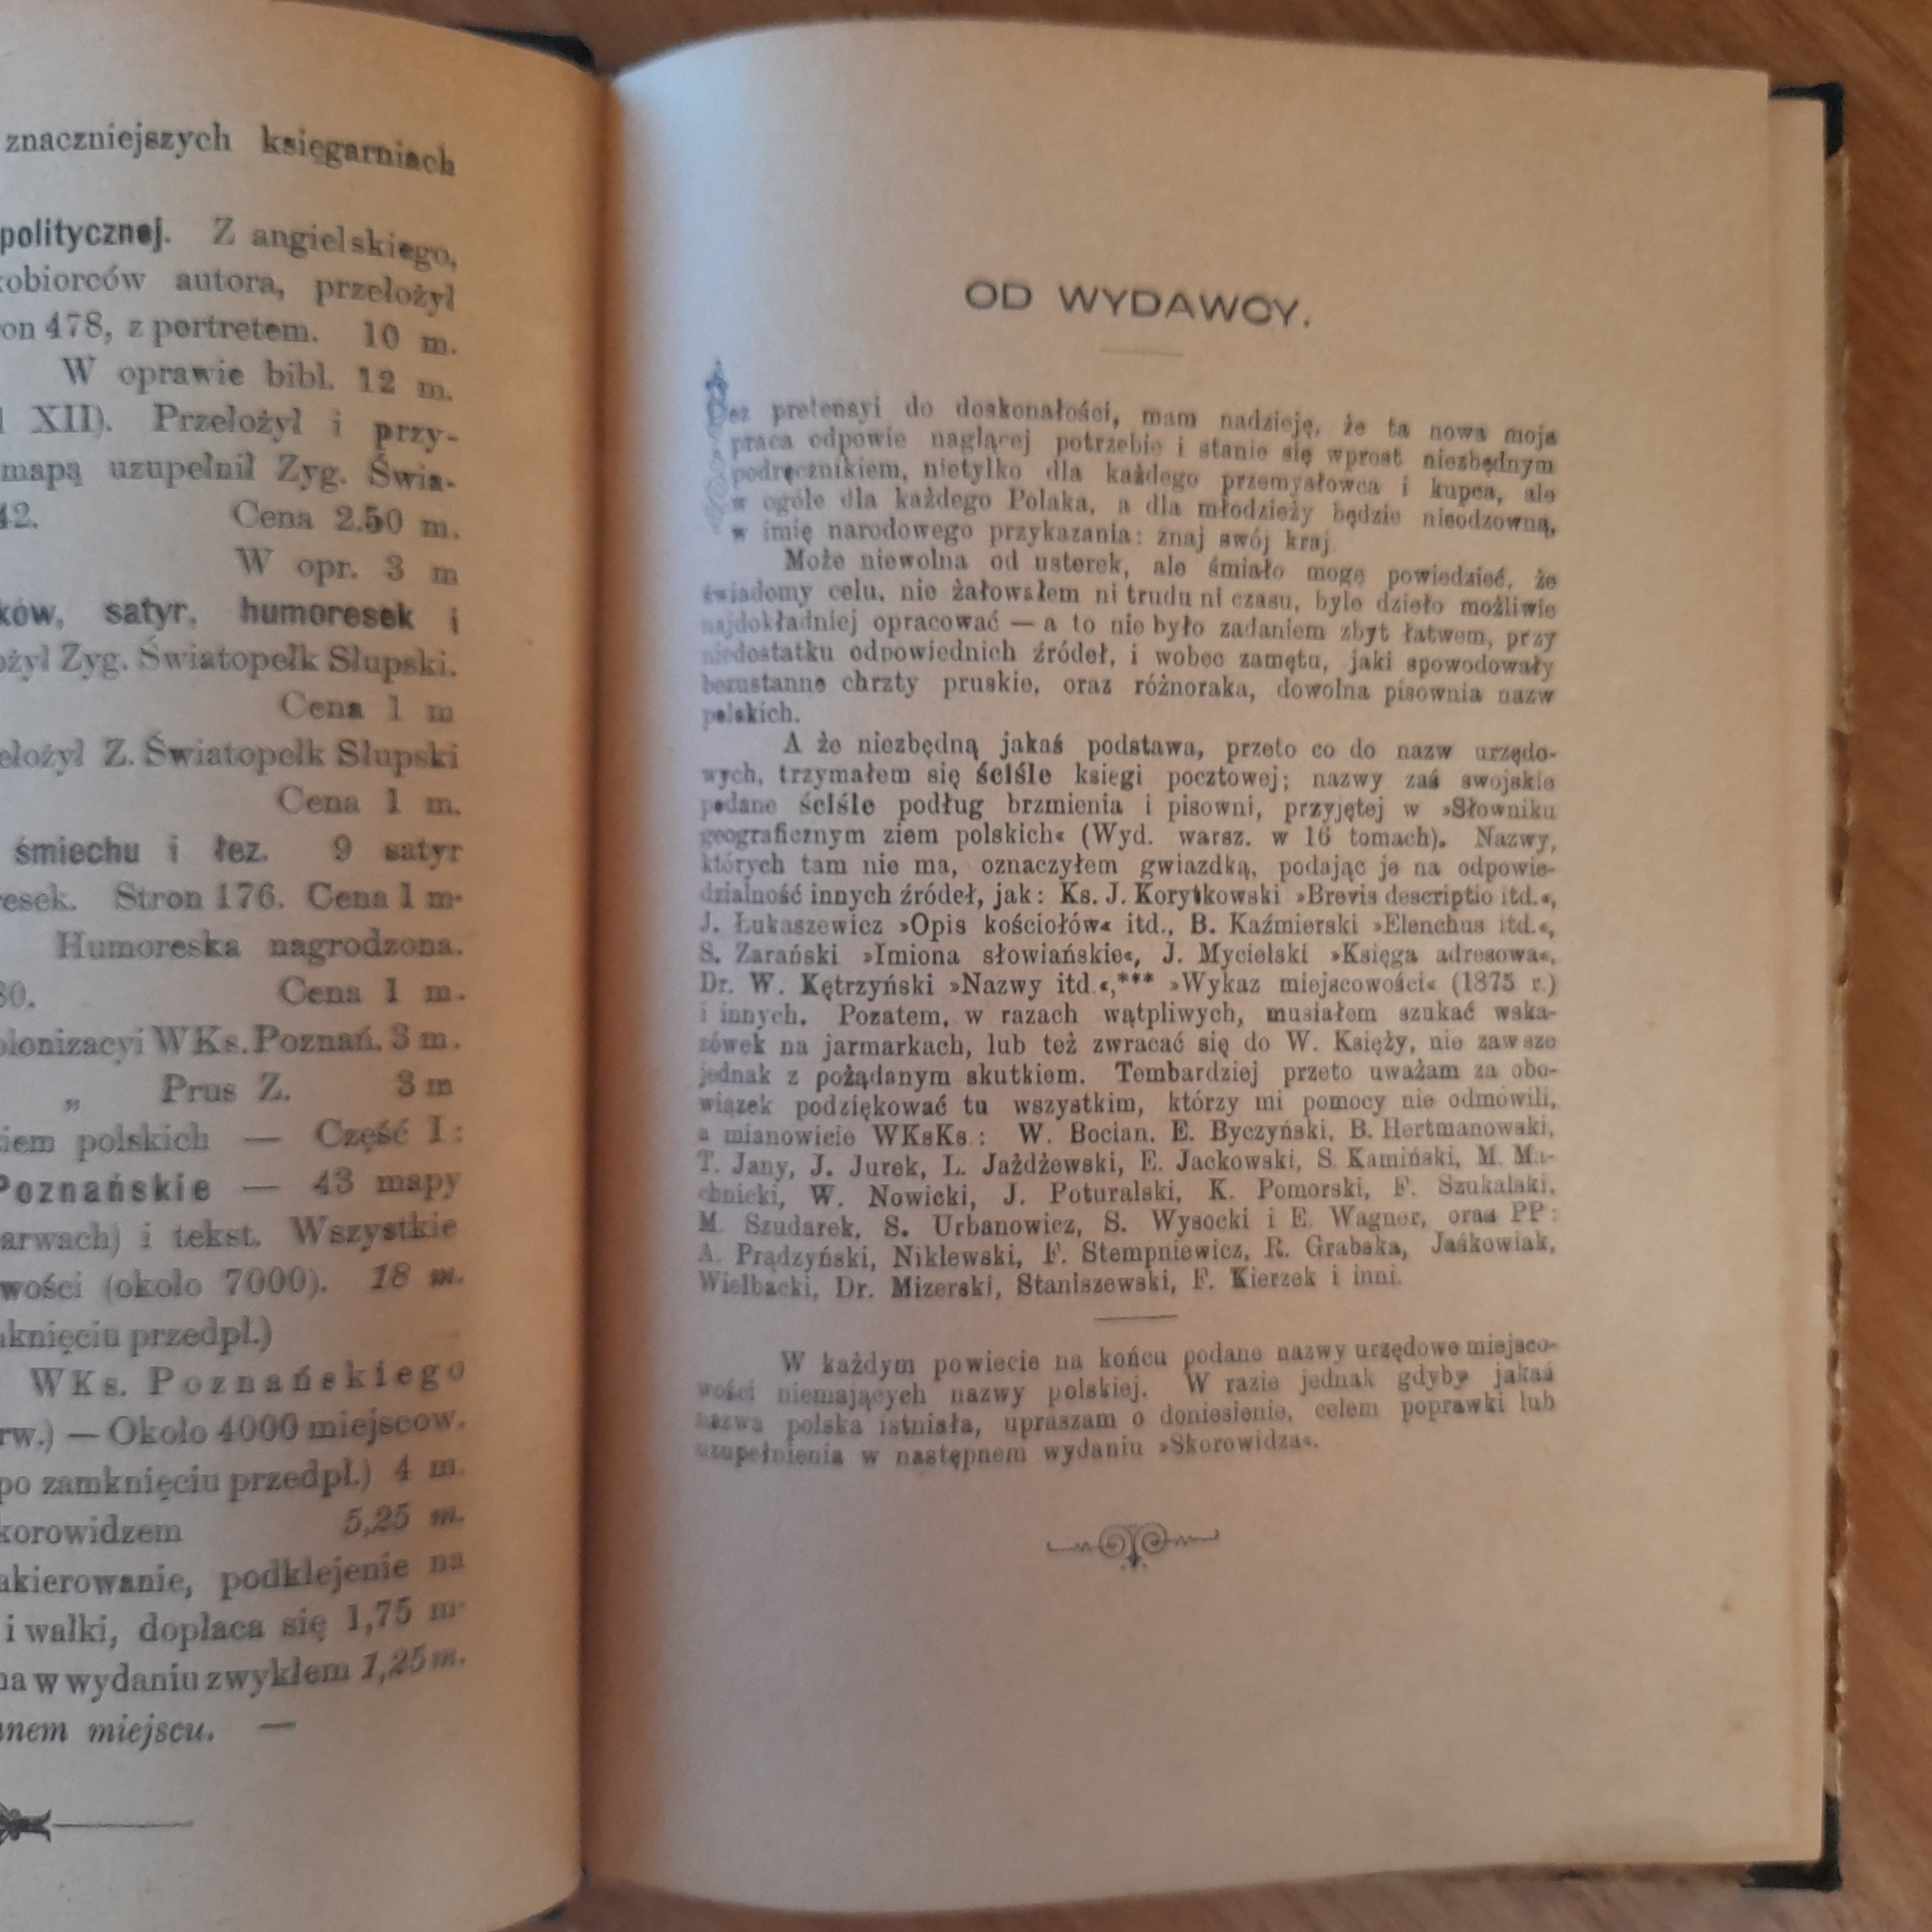 znaczniejszych księgarniach
politycznej. Z angielskiego,
kobiorców autora, przełożył
on 478, z portretem. 10 m.
W oprawie bibl. 12 m.
XII). Przełożył i przy-
mapą uzupełnił Zyg. Świa-
42. Cena 2.50 m.
W opr. 3 m
ków, satyr, humoresek i
ożył Zyg. Światopełk Słupski.
Cena 1 m
ełożył Z. Światopełk Słupski
Cena 1 m.
śmiechu i łez. 9 satyr
resek. Stron 176. Cena 1 m.
Humoreska nagrodzona.
80. Cena 1 m.
olonizacyi WKs. Poznań. 3 m.
„ Prus Z. 3 m
iem polskich — Część I:
Poznańskie — 43 mapy
arwach) i tekst. Wszystkie
wości (około 7000). 18 m.
mknięciu przedpł.)
WKs. Poznańskiego
rw.) — Około 4000 miejscow.
po zamknięciu przedpł.) 4 m.
korowidzem 5,25 m.
akierowanie, podklejenie na
i wałki, dopłaca się 1,75 m.
na w wydaniu zwykłem 1,25 m.
nem miejscu. —
OD WYDAWCY.
Bez pretensyi do doskonałości, mam nadzieję, że ta nowa moja
praca odpowie naglącej potrzebie i stanie się wprost niezbędnym
podręcznikiem, nietylko dla każdego przemysłowca i kupca, ale
w ogóle dla każdego Polaka, a dla młodzieży będzie nieodzowną,
w imię narodowego przykazania: znaj swój kraj.
Może niewolna od usterek, ale śmiało mogę powiedzieć, że
świadomy celu, nie żałowałem ni trudu ni czasu, byle dzieło możliwie
najdokładniej opracować — a to nie było zadaniem zbyt łatwem, przy
niedostatku odpowiednich źródeł, i wobec zamętu, jaki spowodowały
bezustanne chrzty pruskie, oraz różnoraka, dowolna pisownia nazw
polskich.
A że niezbędną jakaś podstawa, przeto co do nazw urzędo-
wych, trzymałem się ściśle księgi pocztowej; nazwy zaś swojskie
podane ściśle podług brzmienia i pisowni, przyjętej w »Słowniku
geograficznym ziem polskich« (Wyd. warsz. w 16 tomach). Nazwy,
których tam nie ma, oznaczyłem gwiazdką, podając je na odpowie-
dzialność innych źródeł, jak: Ks. J. Korytkowski »Brevis descriptio itd.«,
J. Łukaszewicz »Opis kościołów« itd., B. Kaźmierski »Elenchus itd.«,
S. Zarański »Imiona słowiańskie«, J. Mycielski »Księga adresowa«,
Dr. W. Kętrzyński »Nazwy itd.«,*** »Wykaz miejscowości« (1875 r.)
i innych. Pozatem, w razach wątpliwych, musiałem szukać wska-
zówek na jarmarkach, lub też zwracać się do W. Księży, nie zawsze
jednak z pożądanym skutkiem. Tembardziej przeto uważam za obo-
wiązek podziękować tu wszystkim, którzy mi pomocy nie odmówili,
a mianowicie WKsKs.: W. Bocian, E. Byczyński, B. Hertmanowski,
T. Jany, J. Jurek, L. Jażdżewski, E. Jackowski, S. Kamiński, M. Ma-
chnicki, W. Nowicki, J. Poturalski, K. Pomorski, F. Szukalski,
M. Szudarek, S. Urbanowicz, S. Wysocki i E. Wagner, oraa PP:
A. Prądzyński, Niklewski, F. Stempniewicz, R. Grabska, Jaśkowiak,
Wielbacki, Dr. Mizerski, Staniszewski, F. Kierzek i inni.
W każdym powiecie na końcu podane nazwy urzędowe miejsco-
wości niemających nazwy polskiej. W razie jednak gdyby jakaś
nazwa polska istniała, upraszam o doniesienie, celem poprawki lub
uzupełnienia w następnem wydaniu »Skorowidza«.